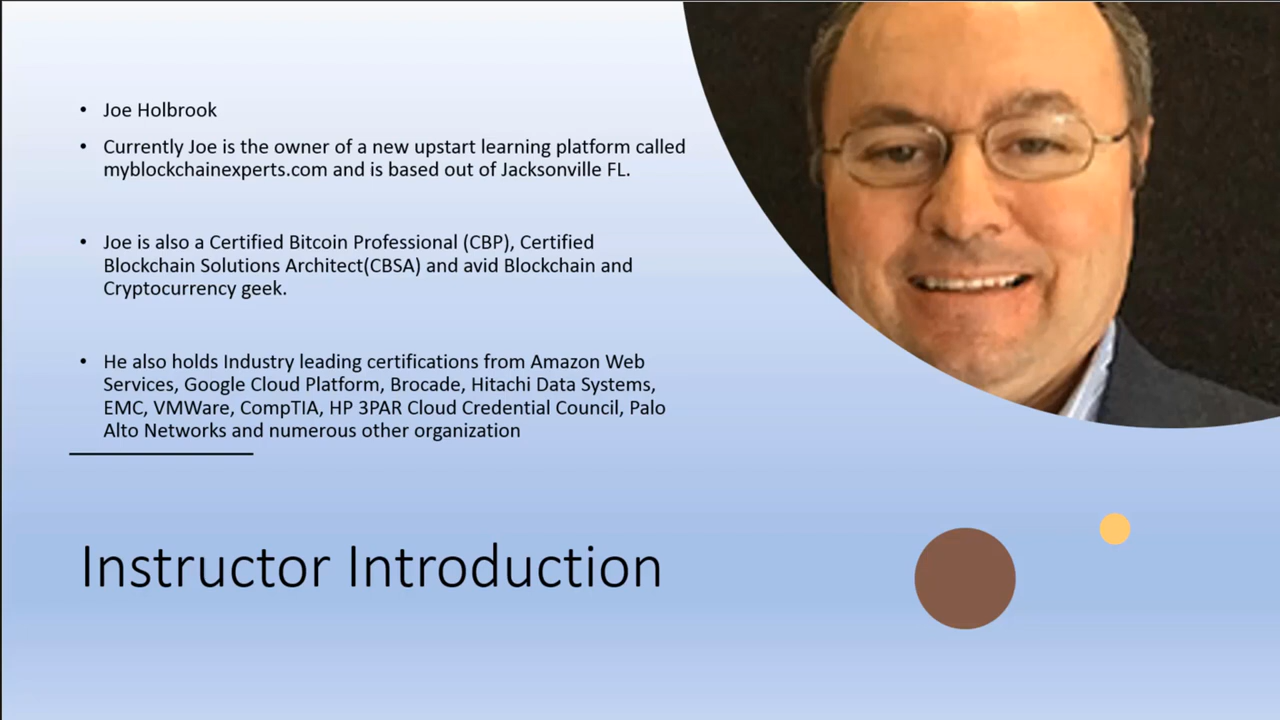 Joe Holbrook
Currently Joe is the owner of a new upstart learning platform called
myblockchainexperts.com and is based out of Jacksonville FL.
Joe is also a Certified Bitcoin Professional (CBP), Certified
Blockchain Solutions Architect(CBSA) and avid Blockchain and
Cryptocurrency geek.
He also holds Industry leading certifications from Amazon Web
Services, Google Cloud Platform, Brocade, Hitachi Data Systems,
EMC, VMWare, CompTIA, HP 3PAR Cloud Credential Council, Palo
Alto Networks and numerous other organization
Instructor Introduction